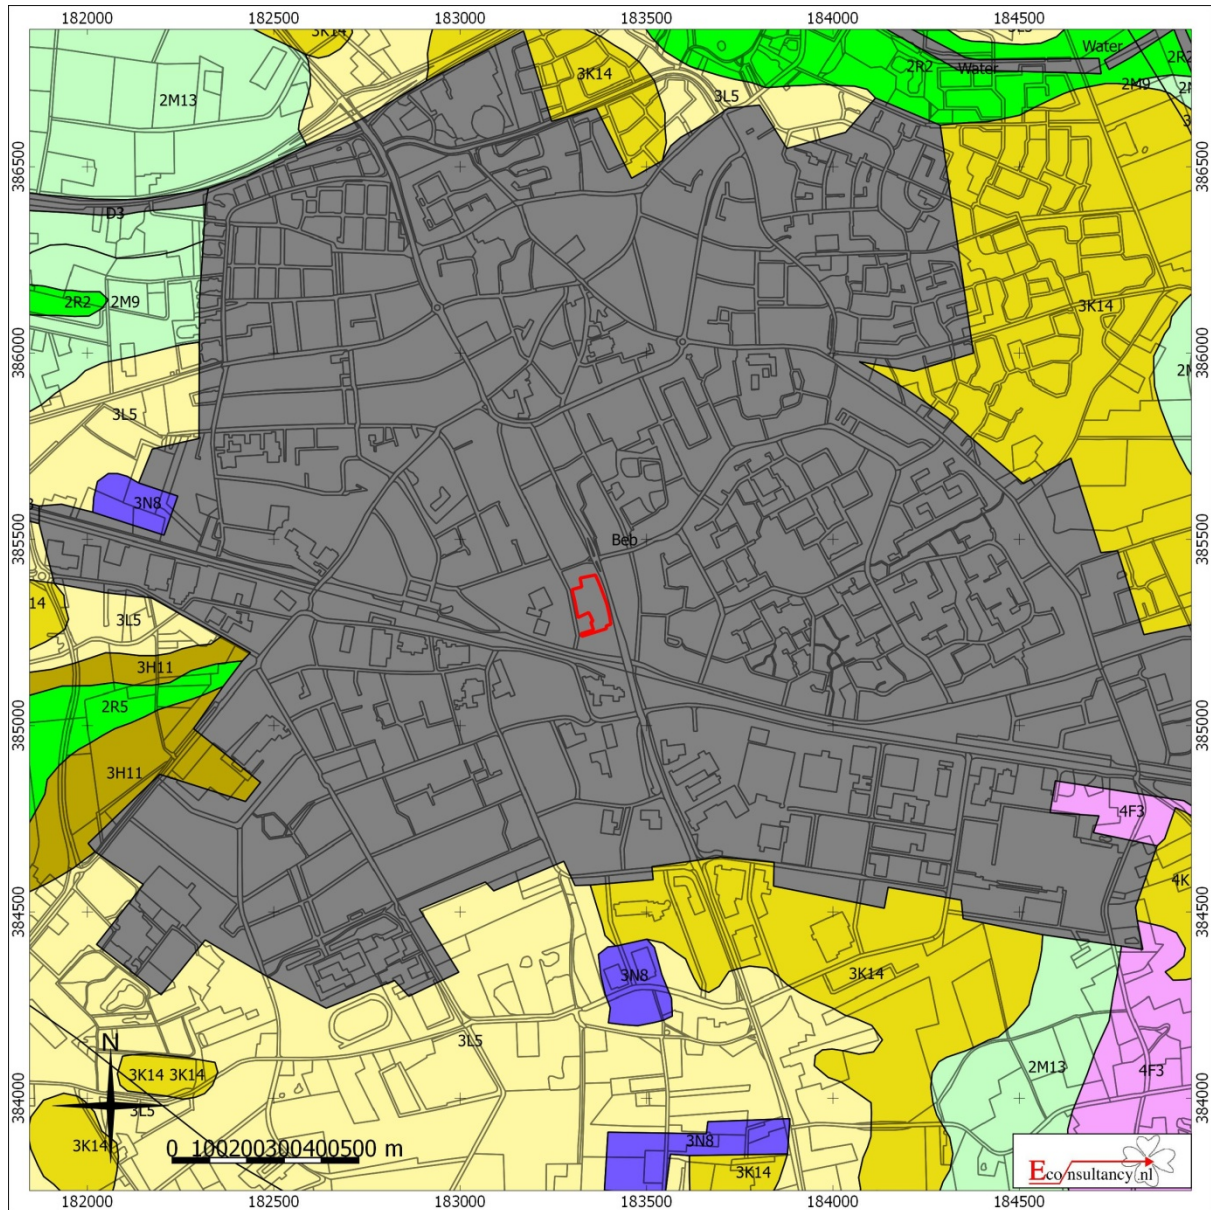 182000 182500 183000 183500 184000 184500
3K14 3L5
3K14 2R2 Water Water 2R2
2M13 3L5 2M9
386500 386500
D3
2R2 2M9 3K14
386000 386000
3L5
3N8
385500 Beb 385500
14 3L5
3H11
2R5
385000 385000
3H11
4F3
4K
384500 384500
3N8 3K14
3L5
N
3K14 3K14 2M13 4F3
384000 3L5 384000
3K14
0 100200300400500 m
3N8
3K14
Econsultancy.nl
182000 182500 183000 183500 184000 184500